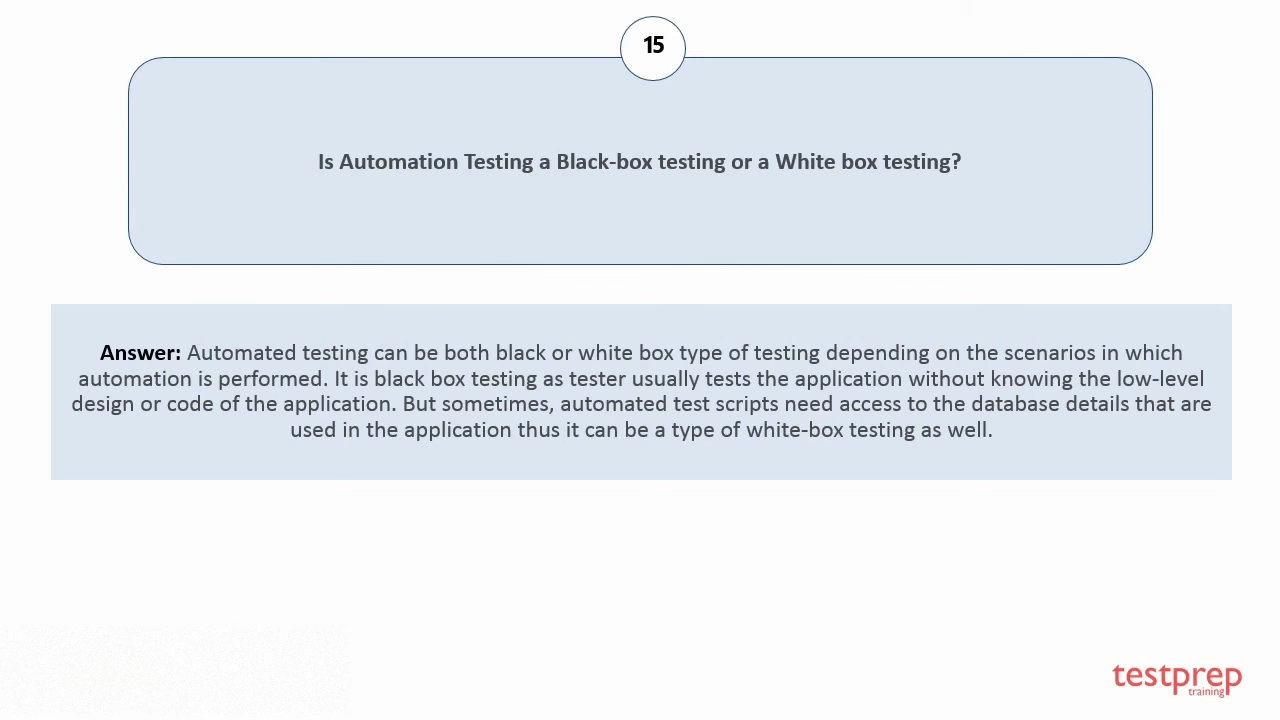 15
Is Automation Testing a Black-box testing or a White box testing?
Answer: Automated testing can be both black or white box type of testing depending on the scenarios in which
automation is performed. It is black box testing as tester usually tests the application without knowing the low-level
design or code of the application. But sometimes, automated test scripts need access to the database details that are
used in the application thus it can be a type of white-box testing as well.
testprep
training